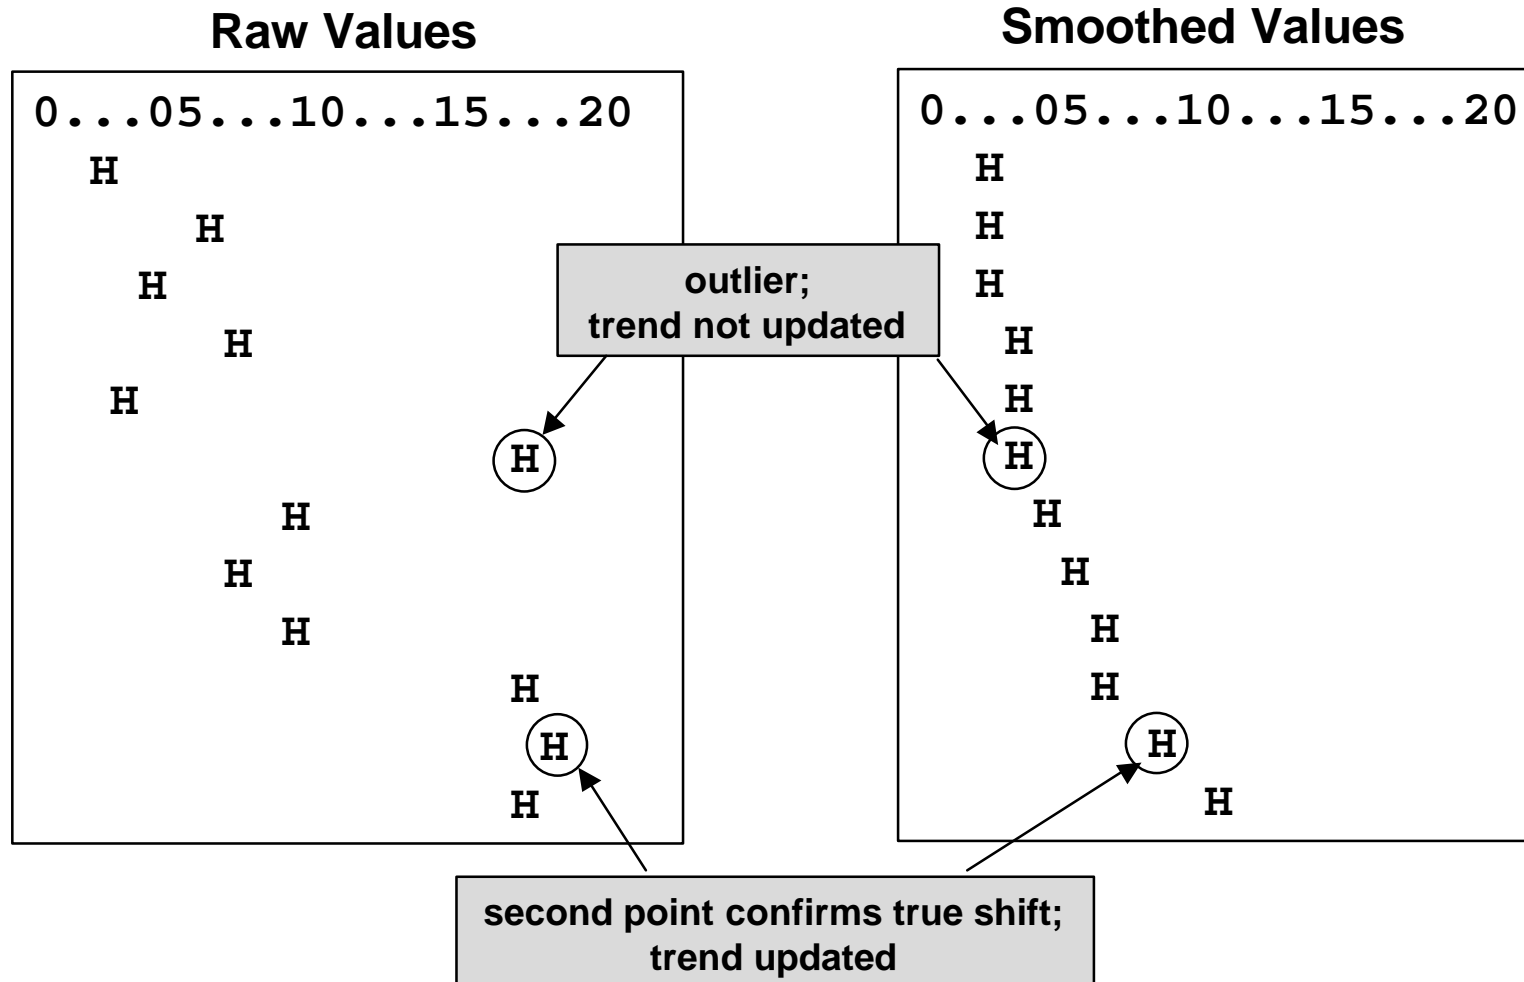 Raw Values
Smoothed Values
0...05...10...15...20
H
H
H
H
H
H
H
H
H
H
H
H
0...05...10...15...20
H
H
H
H
H
H
H
H
H
H
H
H
outlier;
trend not updated
second point confirms true shift;
trend updated